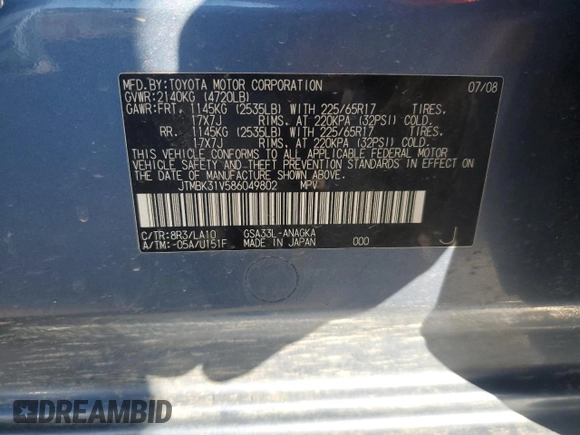 MFD.BY:TOYOTA MOTOR CORPORATION 07/08
GVWR:2140KG (4720LB)
GAWR:FRT. 1145KG (2535LB) WITH 225/65R17 TIRES,
17X7J RIMS, AT 220KPA (32PSI) COLD.
RR. 1145KG (2535LB) WITH 225/65R17 TIRES,
17X7J RIMS, AT 220KPA (32PSI) COLD.
THIS VEHICLE CONFORMS TO ALL APPLICABLE FEDERAL MOTOR
VEHICLE SAFETY AND THEFT PREVENTION STANDARDS IN EFFECT ON
THE DATE OF MANUFACTURE SHOWN ABOVE.
JTMBK31V586049802 MPV
C/TR:8R3/LA10 GSA33L-ANAGKA
A/TM:-05A/U151F MADE IN JAPAN 000 J
DREAMBID